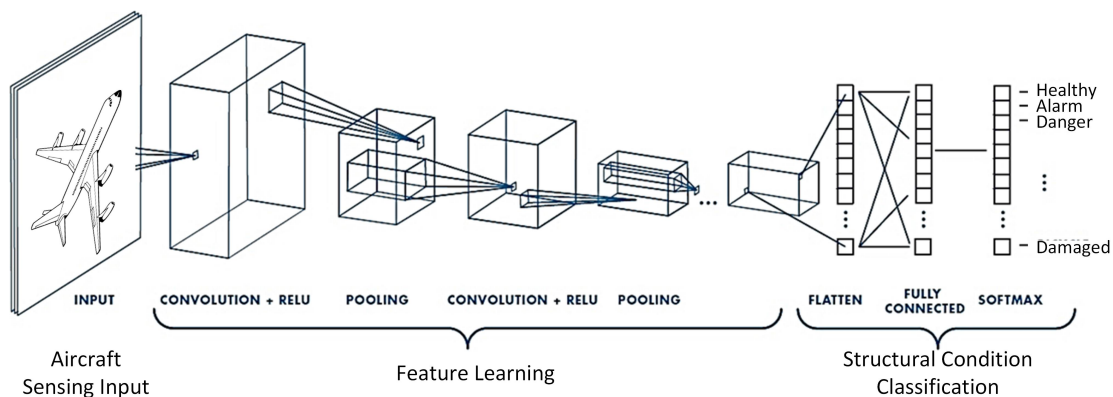 Healthy
Alarm
Danger
Damaged
INPUT
CONVOLUTION + RELU
POOLING
CONVOLUTION + RELU
POOLING
FLATTEN
FULLY
CONNECTED
SOFTMAX
Aircraft
Sensing Input
Feature Learning
Structural Condition
Classification